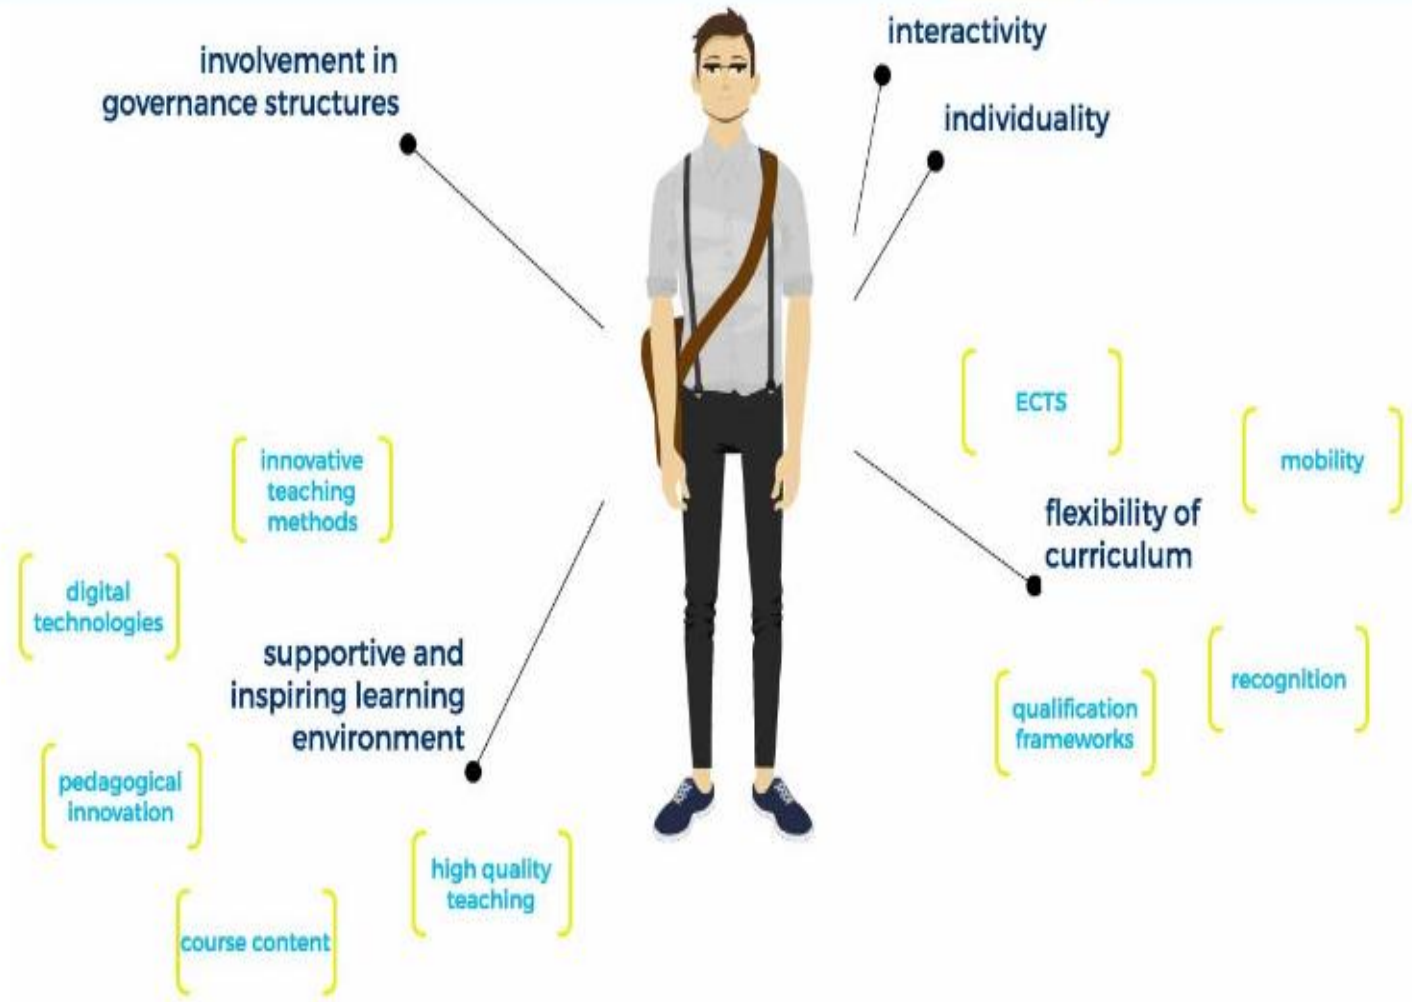 involvement in
governance structures
interactivity
individuality
innovative
teaching
methods
digital
technologies
supportive and
inspiring learning
environment
pedagogical
innovation
high quality
teaching
course content
ECTS
mobility
flexibility of
curriculum
recognition
qualification
frameworks